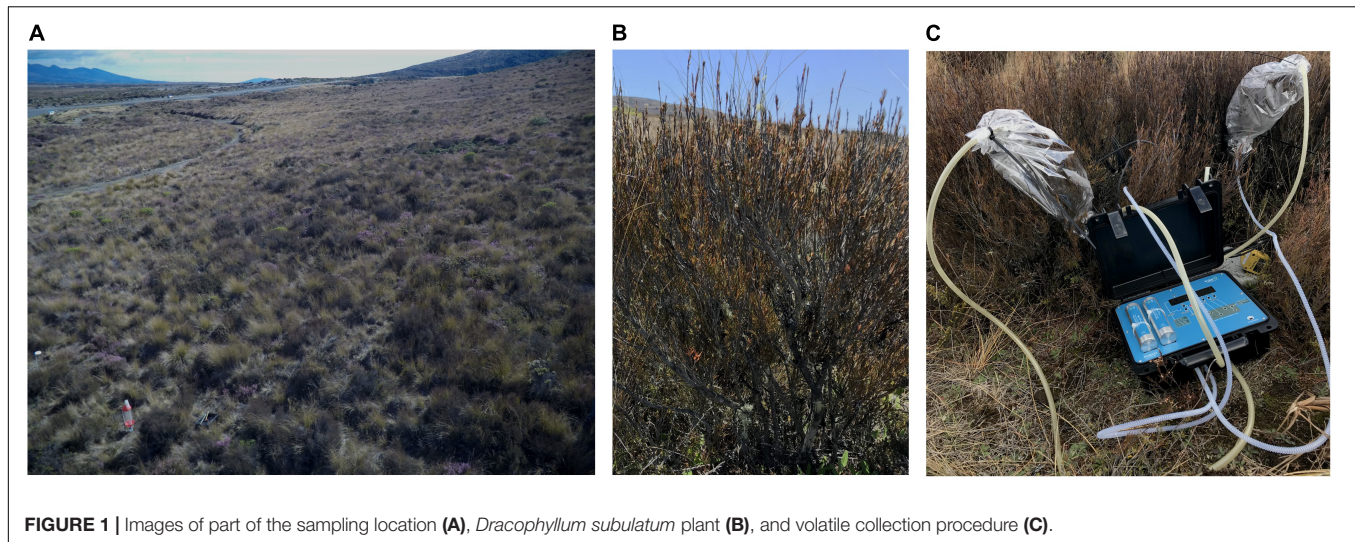 A
B
C
FIGURE 1 | Images of part of the sampling location (A), Dracophyllum subulatum plant (B), and volatile collection procedure (C).